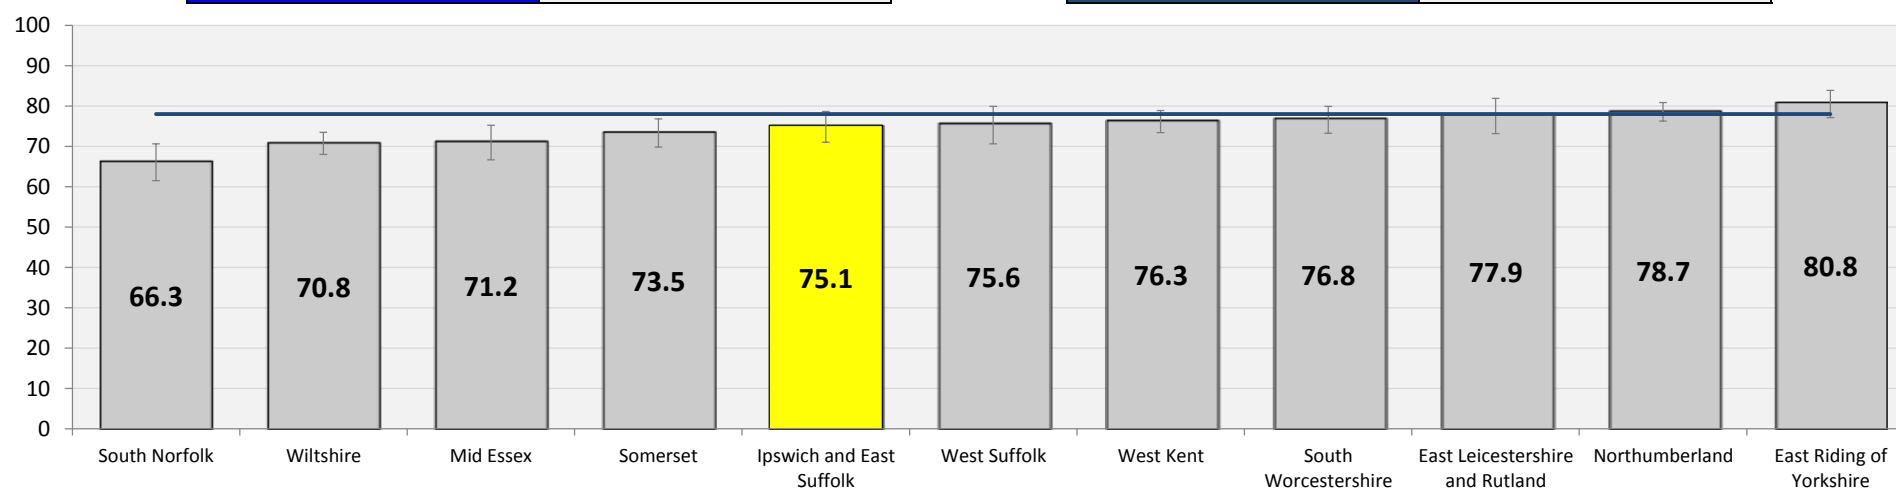 100
90
80
70
60
50
40
30
20
10
0
66.3
70.8
71.2
73.5
75.1
75.6
76.3
76.8
77.9
78.7
80.8
South Norfolk
Wiltshire
Mid Essex
Somerset
Ipswich and East
Suffolk
West Suffolk
West Kent
South
Worcestershire
East Leicestershire
and Rutland
Northumberland
East Riding of
Yorkshire